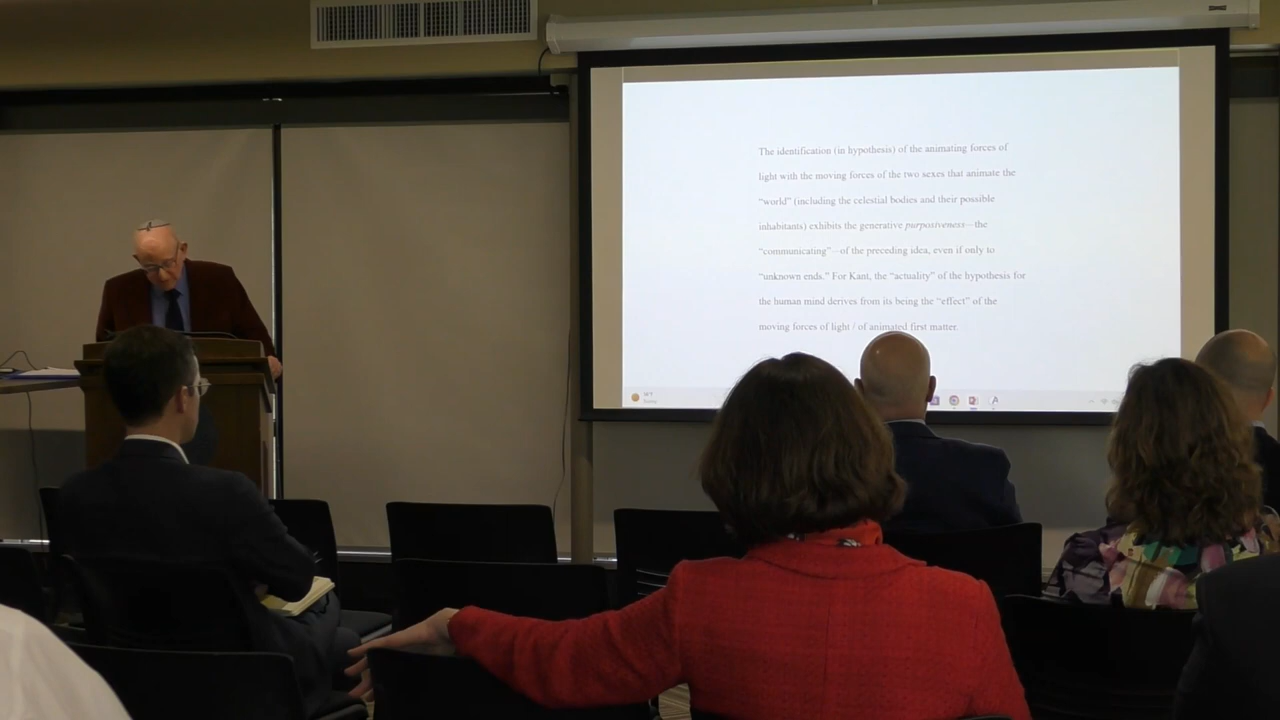 The identification (in hypothesis) of the animating forces of
light with the moving forces of the two sexes that animate the
“world” (including the celestial bodies and their possible
inhabitants) exhibits the generative purposiveness—the
“communicating”—of the preceding idea, even if only to
“unknown ends.” For Kant, the “actuality” of the hypothesis for
the human mind derives from its being the “effect” of the
moving forces of light / of animated first matter.